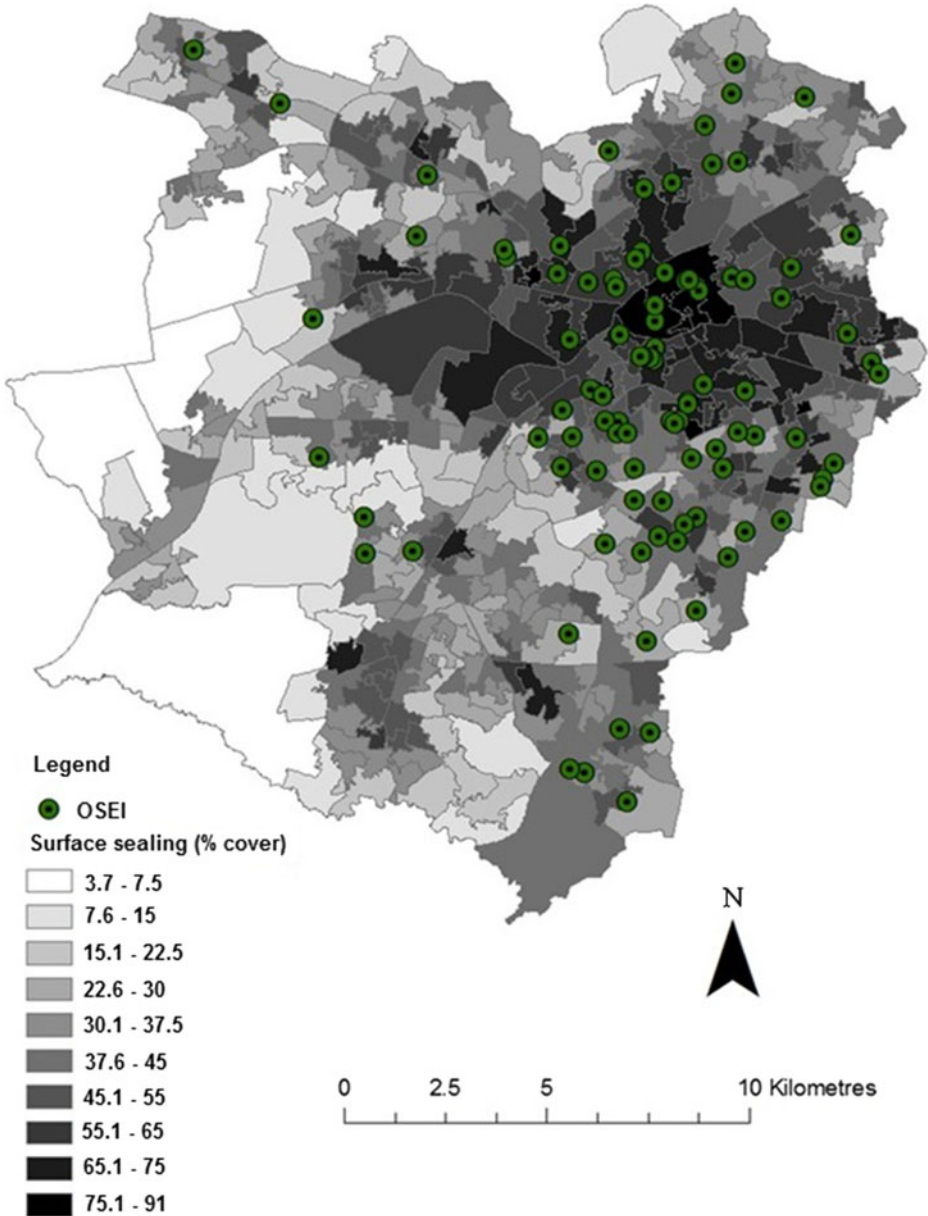 Legend
OSEI
Surface sealing (% cover)
3.7 - 7.5
7.6 - 15
15.1 - 22.5
22.6 - 30
30.1 - 37.5
37.6 - 45
45.1 - 55
55.1 - 65
65.1 - 75
75.1 - 91
N
0 2.5 5 10 Kilometres